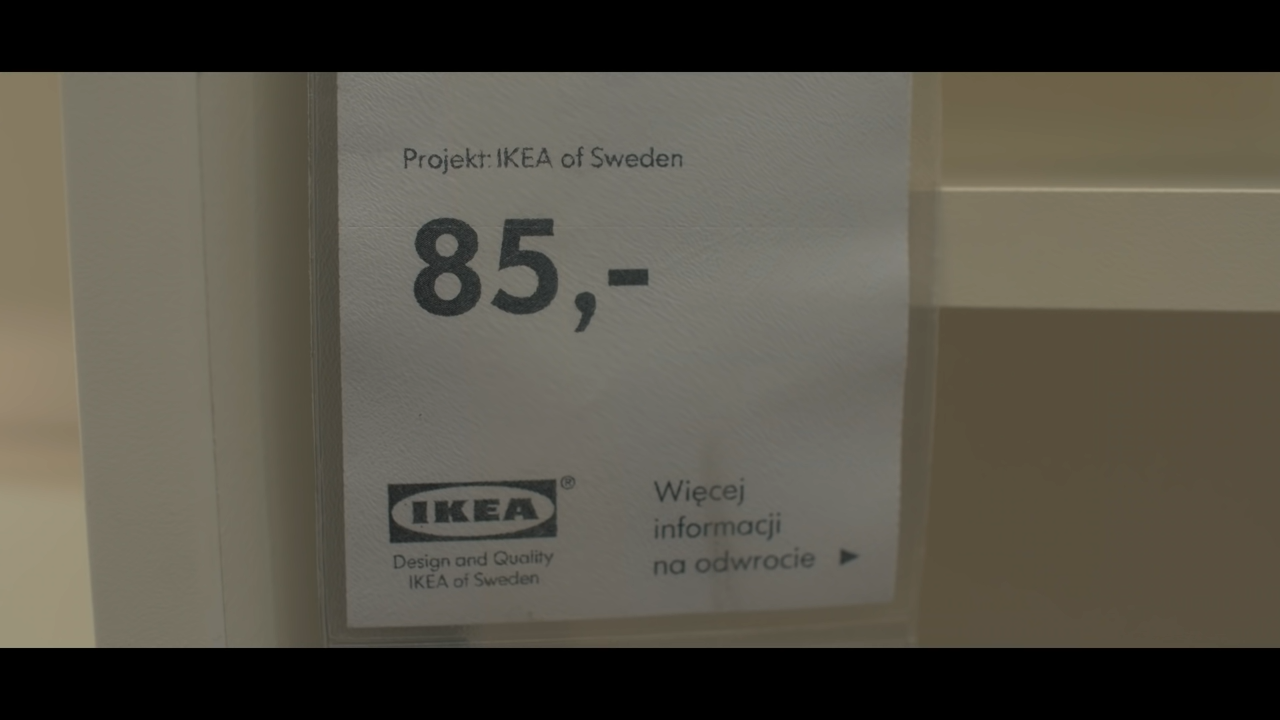 Projekt: IKEA of Sweden
85,-
IKEA®
Design and Quality
IKEA of Sweden
Więcej
informacji
na odwrocie ►